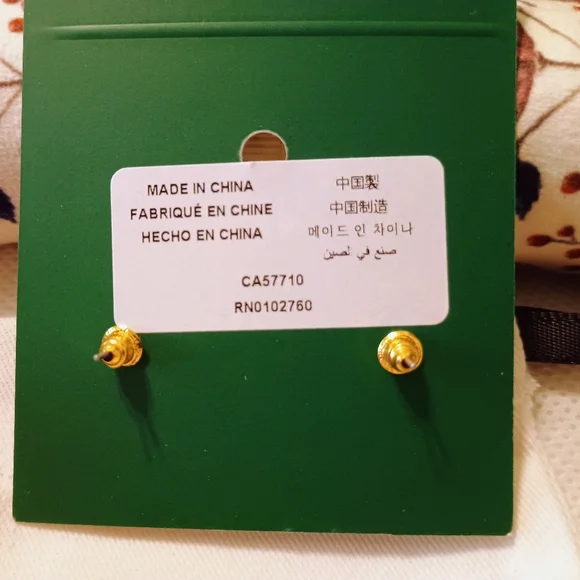 MADE IN CHINA
FABRIQUÉ EN CHINE
HECHO EN CHINA
中国製
中国制造
메이드 인 차이나
صنع في الصين
CA57710
RN0102760